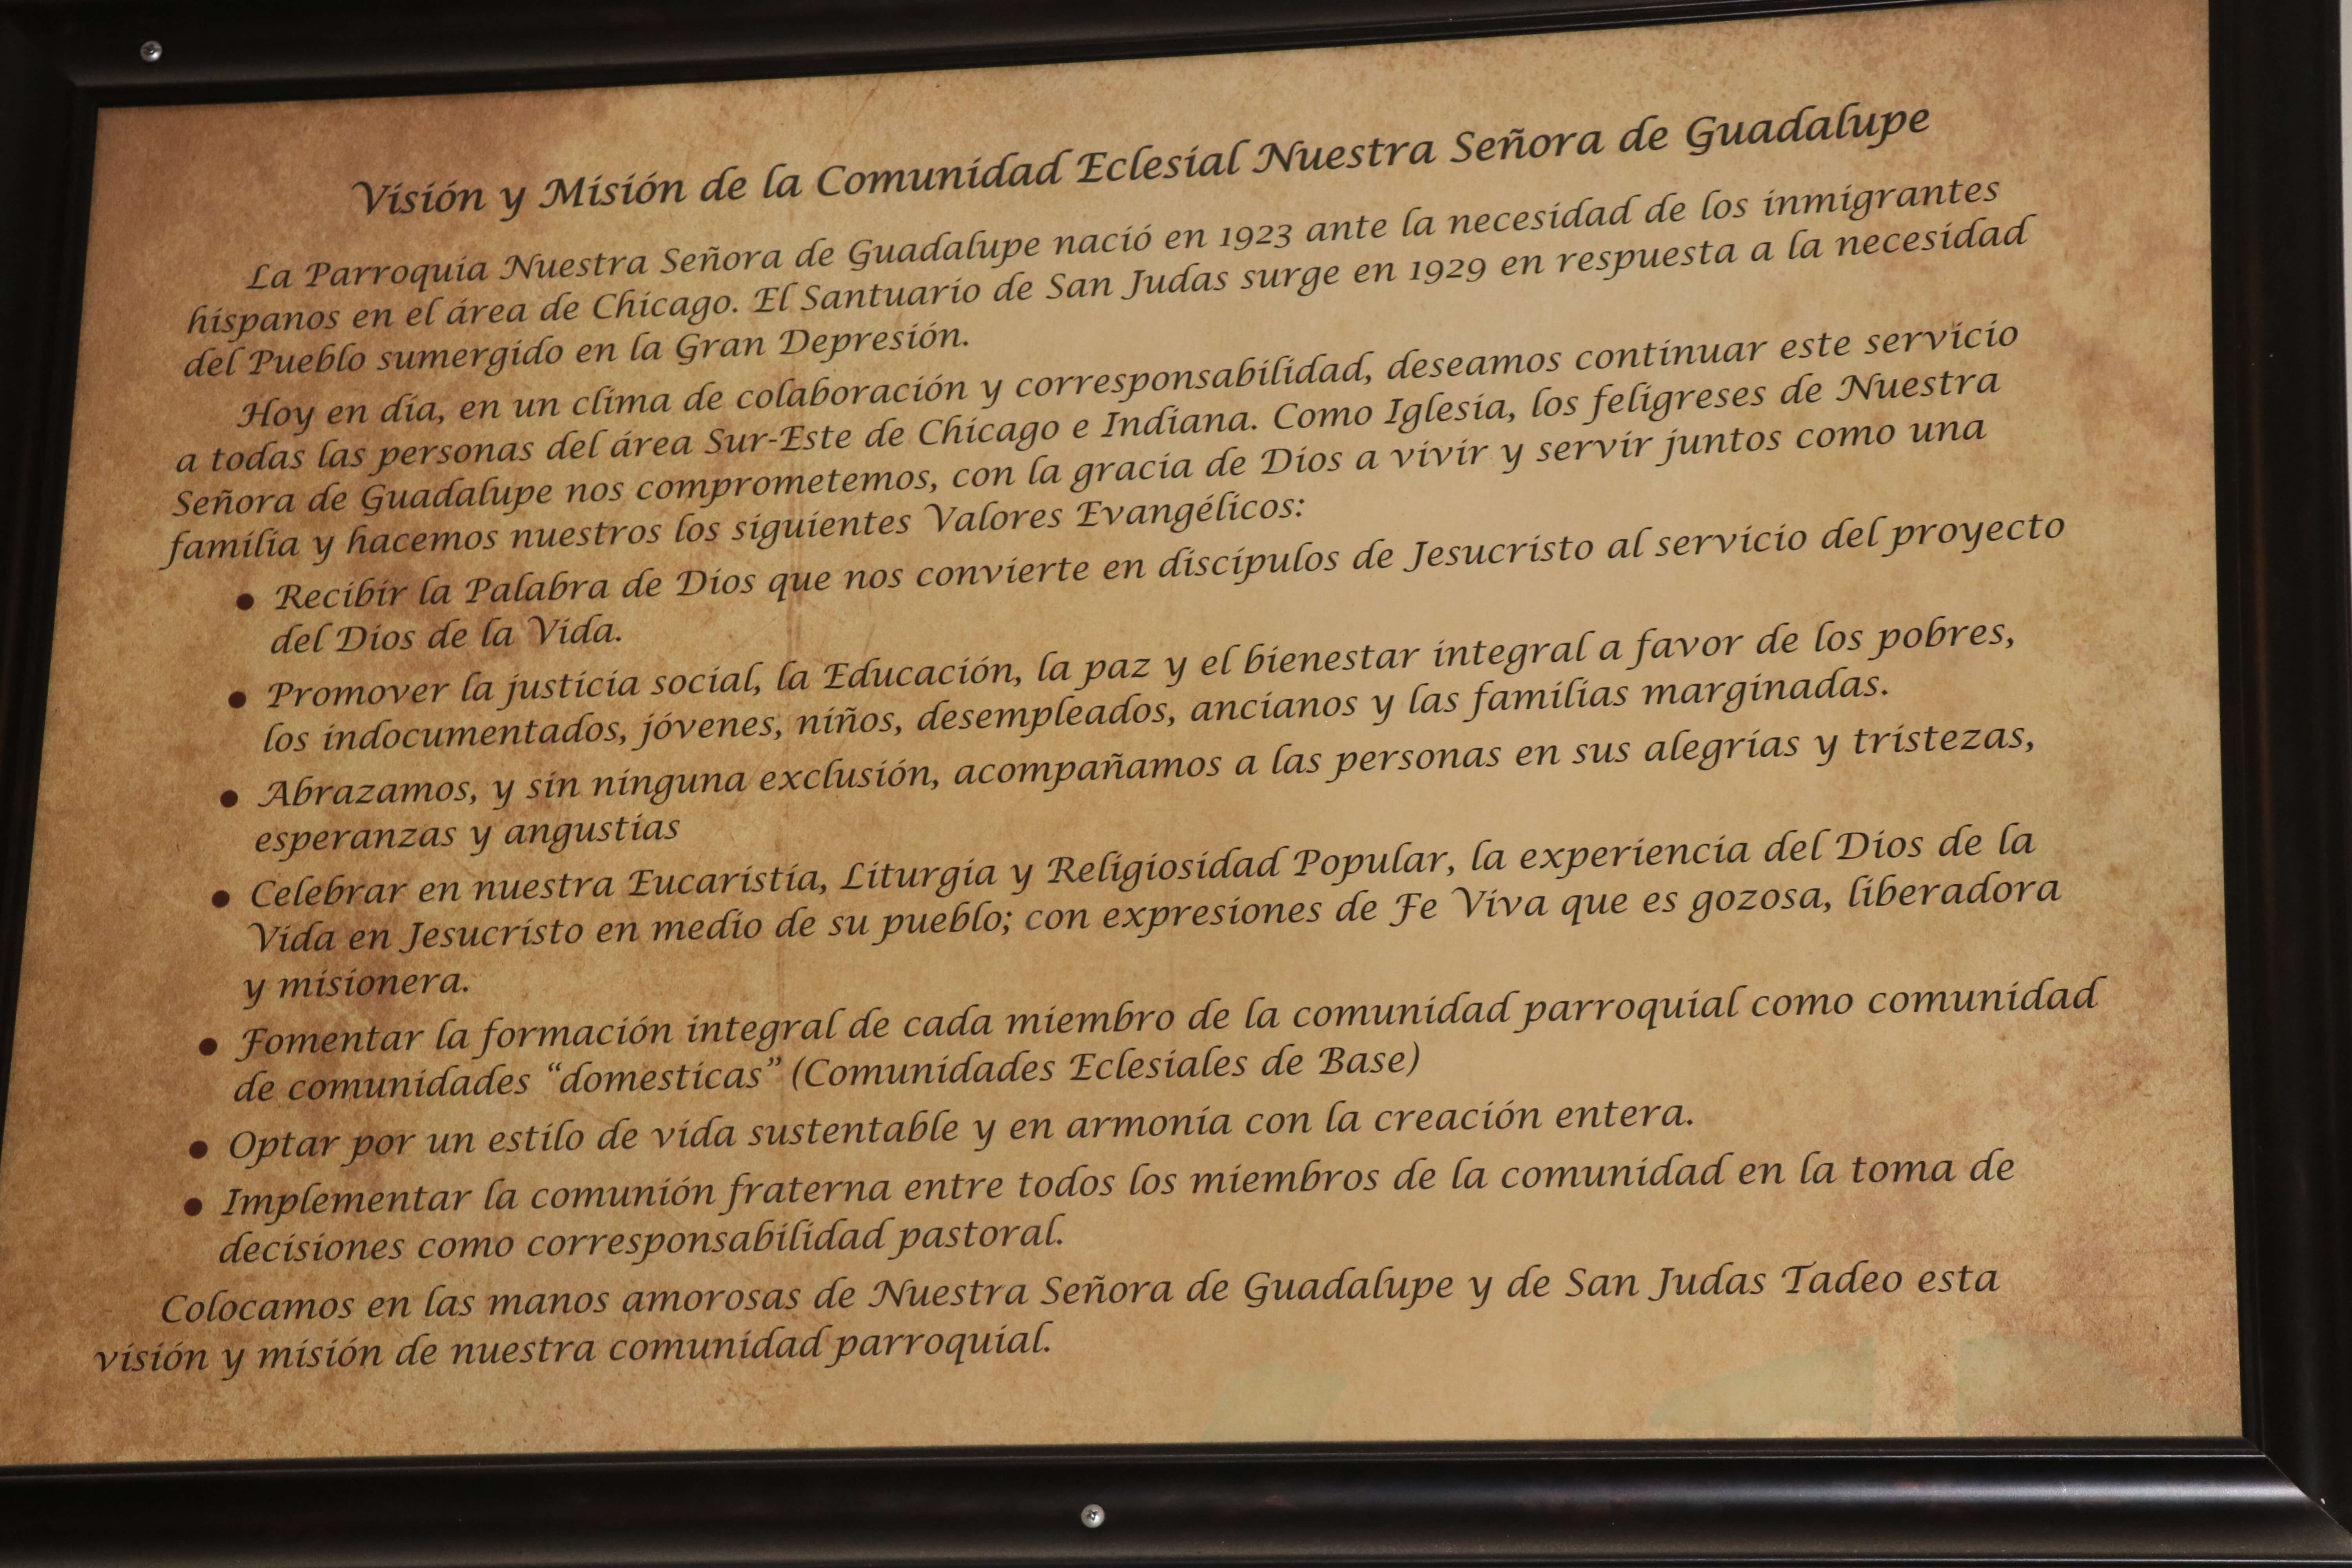 Visión y Misión de la Comunidad Eclesial Nuestra Señora de Guadalupe
La Parroquia Nuestra Señora de Guadalupe nació en 1923 ante la necesidad de los inmigrantes
hispanos en el área de Chicago. El Santuario de San Judas surge en 1929 en respuesta a la necesidad
del Pueblo sumergido en la Gran Depresión.
Hoy en día, en un clima de colaboración y corresponsabilidad, deseamos continuar este servicio
a todas las personas del área Sur-Este de Chicago e Indiana. Como Iglesia, los feligreses de Nuestra
Señora de Guadalupe nos comprometemos, con la gracia de Dios a vivir y servir juntos como una
familia y hacemos nuestros los siguientes Valores Evangélicos:
• Recibir la Palabra de Dios que nos convierte en discípulos de Jesucristo al servicio del proyecto
del Dios de la Vida.
• Promover la justicia social, la Educación, la paz y el bienestar integral a favor de los pobres,
los indocumentados, jóvenes, niños, desempleados, ancianos y las familias marginadas.
• Abrazamos, y sin ninguna exclusión, acompañamos a las personas en sus alegrías y tristezas,
esperanzas y angustias
• Celebrar en nuestra Eucaristía, Liturgia y Religiosidad Popular, la experiencia del Dios de la
Vida en Jesucristo en medio de su pueblo; con expresiones de Fe Viva que es gozosa, liberadora
y misionera.
• Fomentar la formación integral de cada miembro de la comunidad parroquial como comunidad
de comunidades “domesticas” (Comunidades Eclesiales de Base)
• Optar por un estilo de vida sustentable y en armonía con la creación entera.
• Implementar la comunión fraterna entre todos los miembros de la comunidad en la toma de
decisiones como corresponsabilidad pastoral.
Colocamos en las manos amorosas de Nuestra Señora de Guadalupe y de San Judas Tadeo esta
visión y misión de nuestra comunidad parroquial.